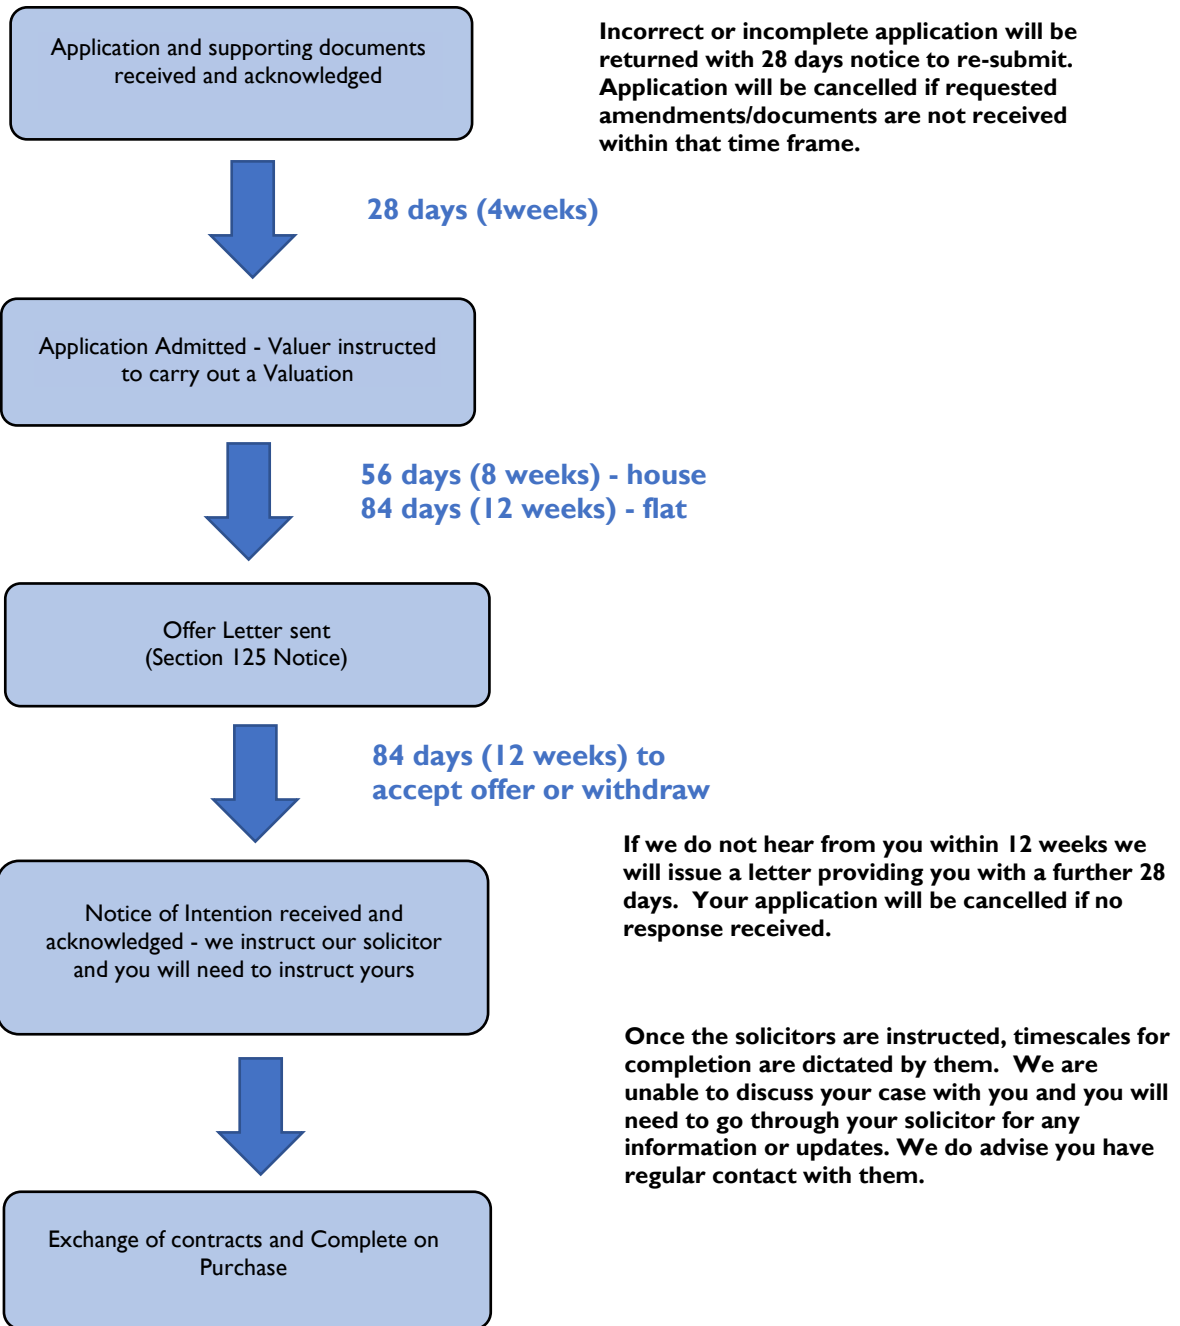 Application and supporting documents
received and acknowledged
Incorrect or incomplete application will be
returned with 28 days notice to re-submit.
Application will be cancelled if requested
amendments/documents are not received
within that time frame.
28 days (4weeks)
Application Admitted - Valuer instructed
to carry out a Valuation
56 days (8 weeks) - house
84 days (12 weeks) - flat
Offer Letter sent
(Section 125 Notice)
84 days (12 weeks) to
accept offer or withdraw
If we do not hear from you within 12 weeks we
will issue a letter providing you with a further 28
days.  Your application will be cancelled if no
response received.
Notice of Intention received and
acknowledged - we instruct our solicitor
and you will need to instruct yours
Once the solicitors are instructed, timescales for
completion are dictated by them.  We are
unable to discuss your case with you and you will
need to go through your solicitor for any
information or updates. We do advise you have
regular contact with them.
Exchange of contracts and Complete on
Purchase